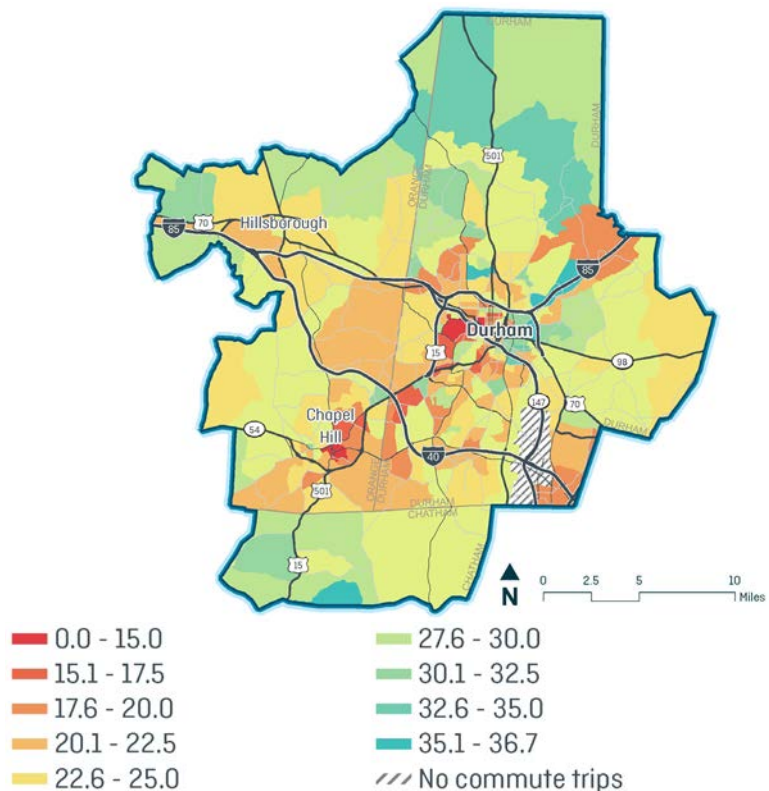 DURHAM
501
DURHAM
ORANGE
DURHAM
70
85
Hillsborough
85
Durham
15
98
Chapel
Hill
54
147
70
DURHAM
40
501
ORANGE
DURHAM
DURHAM
CHATHAM
15
CHATHAM
N
0 2.5 5 10
Miles
0.0 - 15.0
15.1 - 17.5
17.6 - 20.0
20.1 - 22.5
22.6 - 25.0
27.6 - 30.0
30.1 - 32.5
32.6 - 35.0
35.1 - 36.7
No commute trips